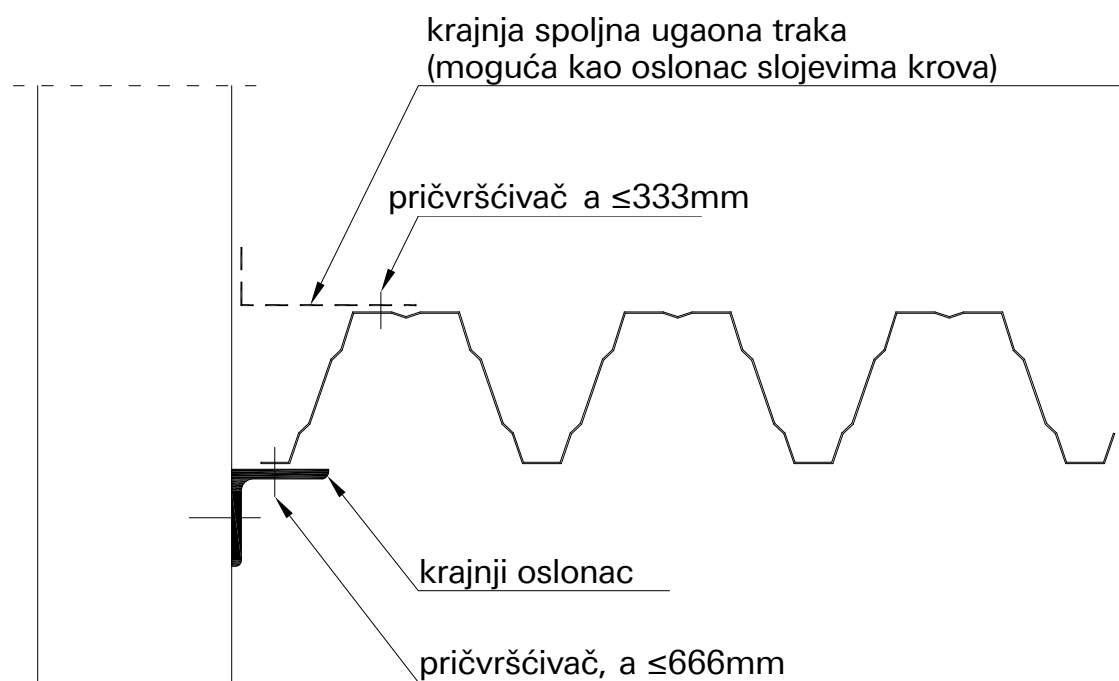 krajnja spoljna ugaona traka
(moguća kao oslonac slojevima krova)
pričvršćivač a ≤333mm
krajnji oslonac
pričvršćivač, a ≤666mm